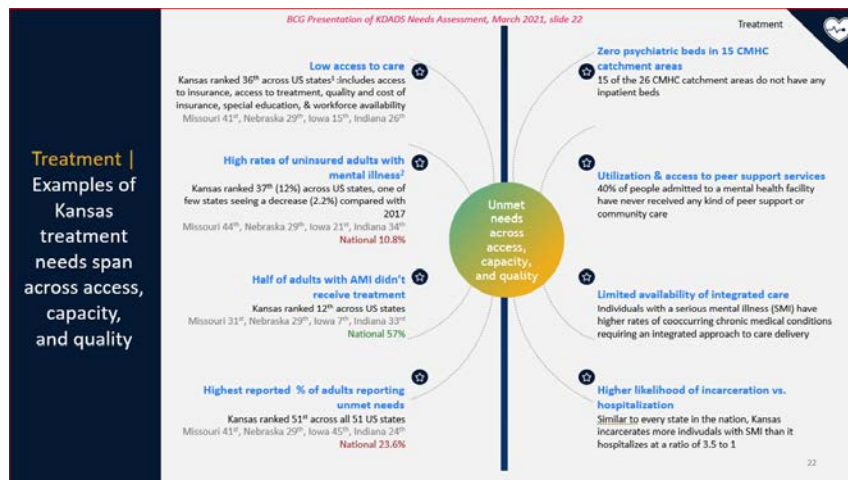 BCG Presentation of KDADS Needs Assessment, March 2021, slide 22
Treatment
Treatment |
Examples of
Kansas
treatment
needs span
across access,
capacity,
and quality
Low access to care
Kansas ranked 36th across US states¹ :includes access
to insurance, access to treatment, quality and cost of
insurance, special education, & workforce availability
Missouri 41st, Nebraska 29th, Iowa 15th, Indiana 26th
High rates of uninsured adults with
mental illness²
Kansas ranked 37th (12%) across US states, one of
few states seeing a decrease (2.2%) compared with
2017
Missouri 44th, Nebraska 29th, Iowa 21st, Indiana 34th
National 10.8%
Half of adults with AMI didn't
receive treatment
Kansas ranked 12th across US states
Missouri 31st, Nebraska 29th, Iowa 7th, Indiana 33rd
National 57%
Highest reported % of adults reporting
unmet needs
Kansas ranked 51st across all 51 US states
Missouri 41st, Nebraska 29th, Iowa 45th, Indiana 24th
National 23.6%
Unmet
needs
across
access,
capacity,
and quality
Zero psychiatric beds in 15 CMHC
catchment areas
15 of the 26 CMHC catchment areas do not have any
inpatient beds
Utilization & access to peer support services
40% of people admitted to a mental health facility
have never received any kind of peer support or
community care
Limited availability of integrated care
Individuals with a serious mental illness (SMI) have
higher rates of cooccurring chronic medical conditions
requiring an integrated approach to care delivery
Higher likelihood of incarceration vs.
hospitalization
Similar to every state in the nation, Kansas
incarcerates more indivudals with SMI than it
hospitalizes at a ratio of 3.5 to 1
22